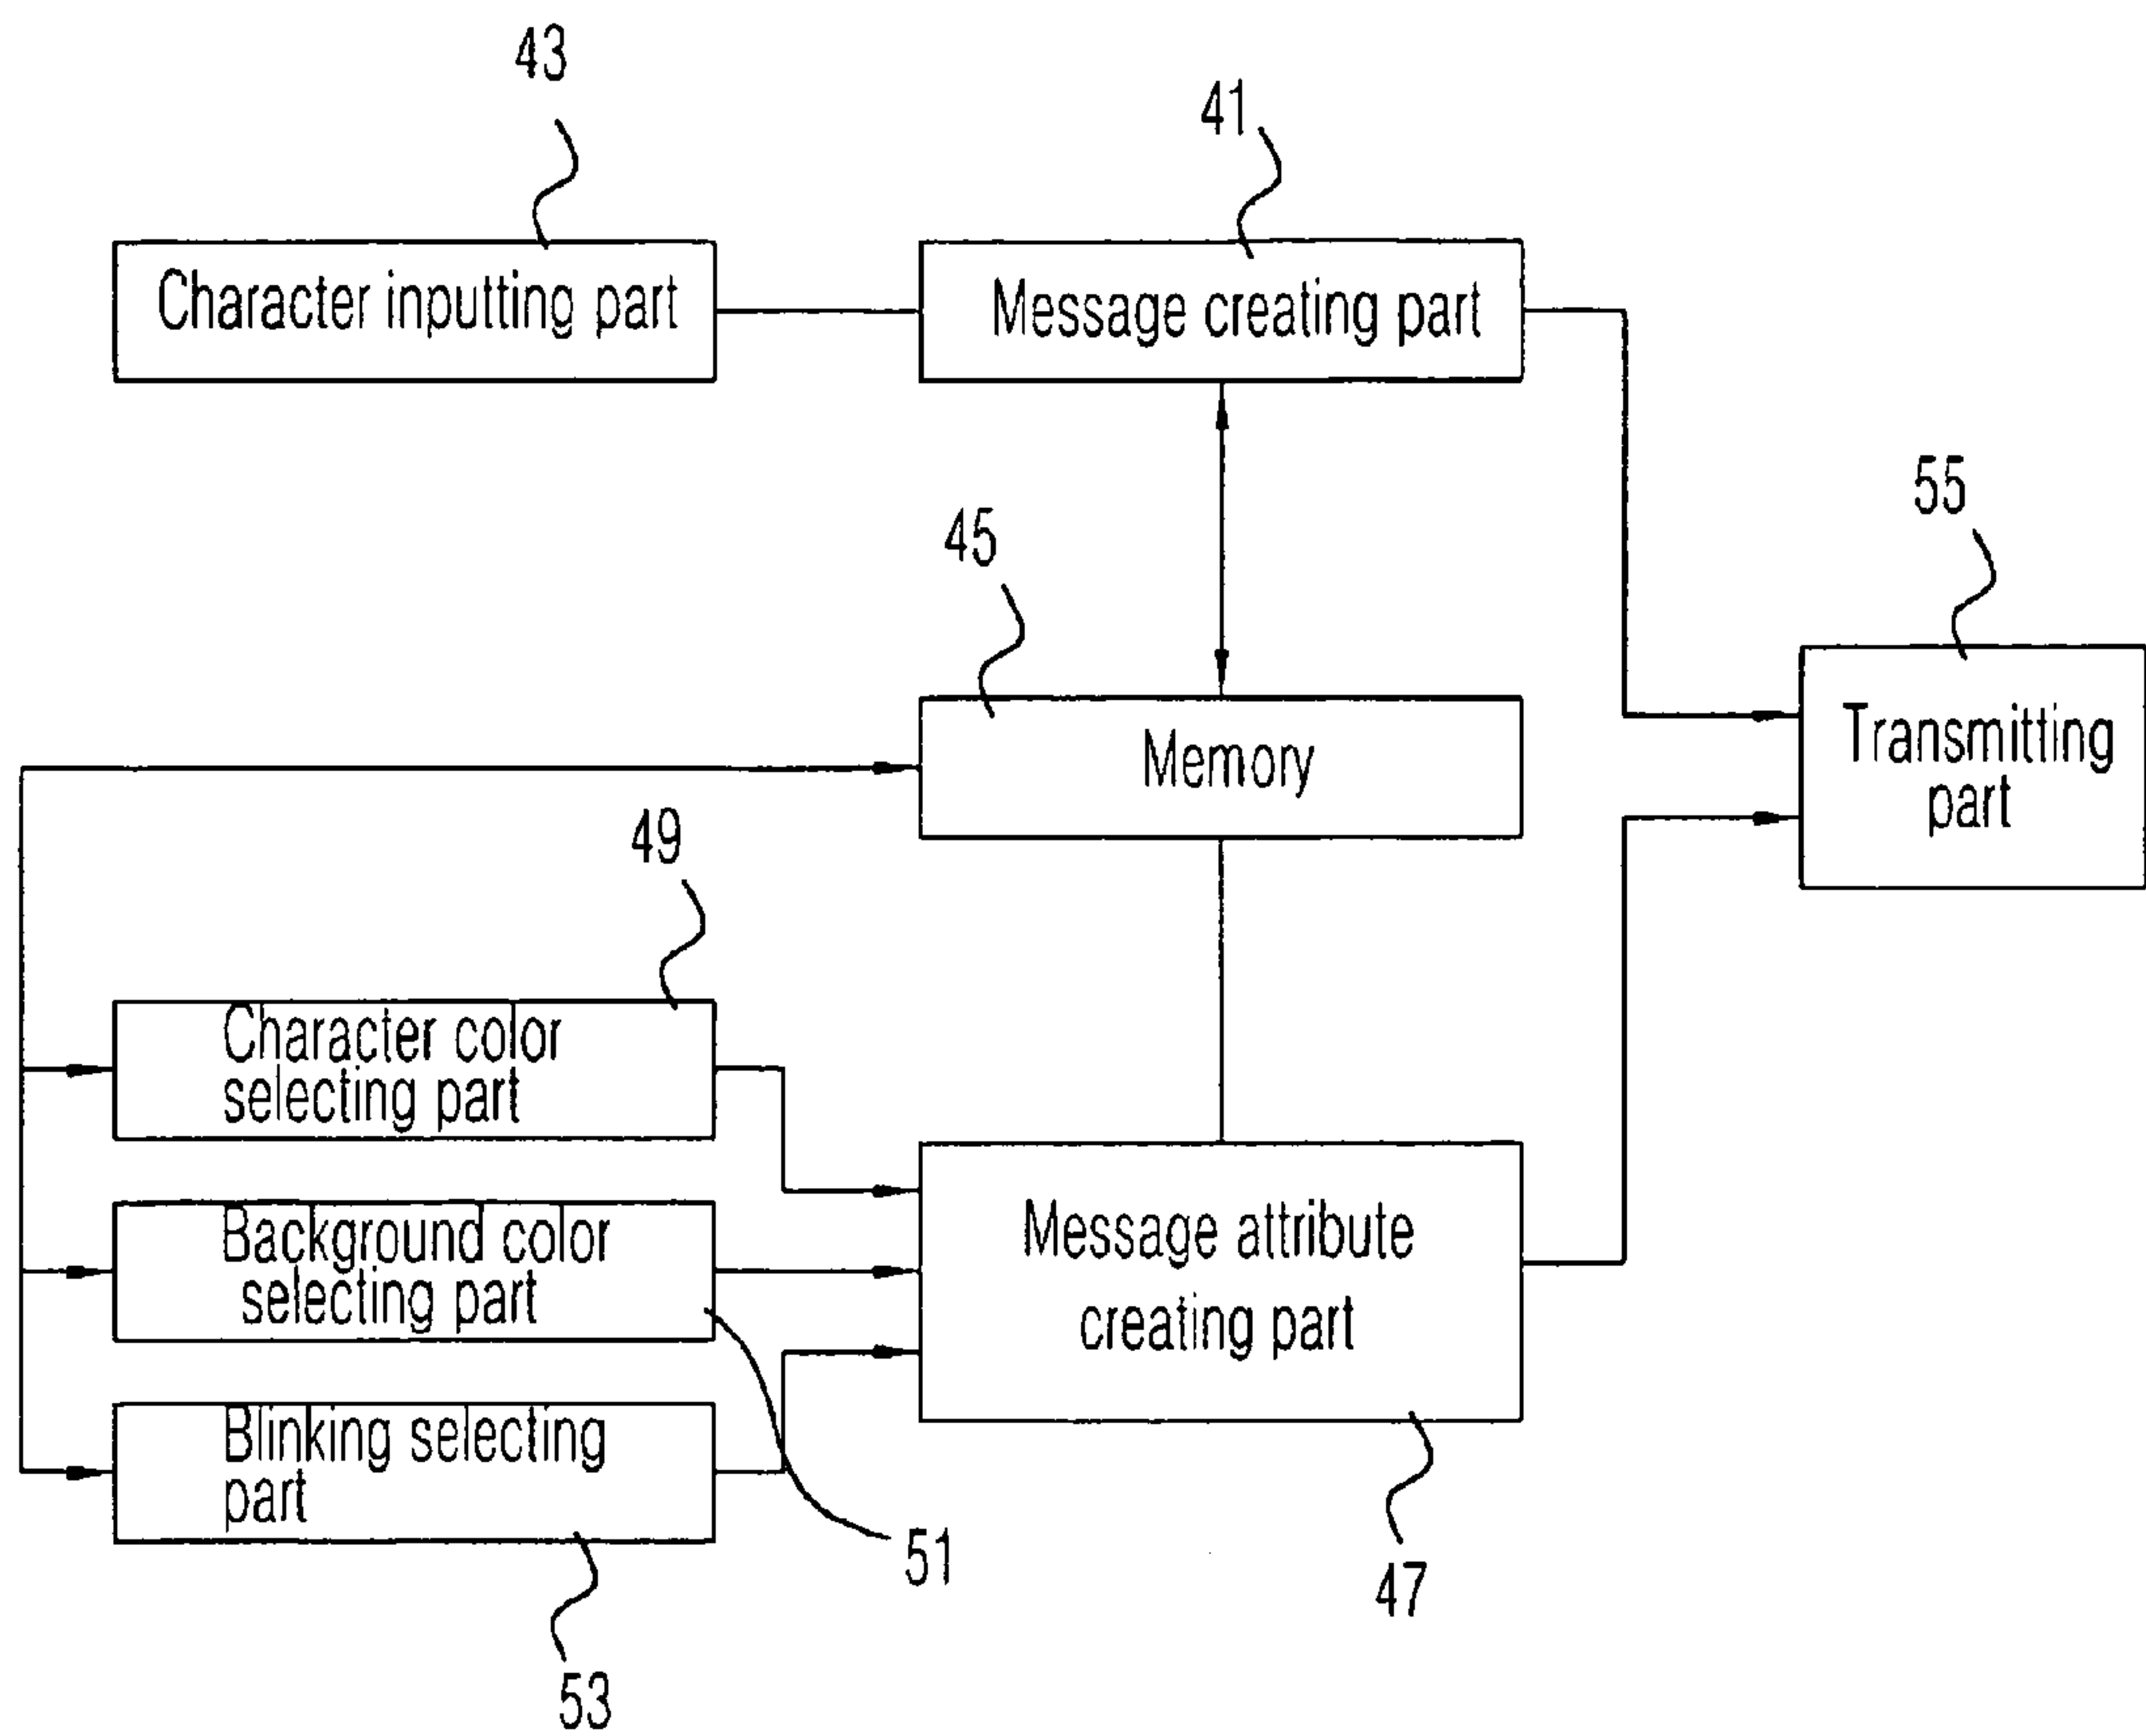 43
41
Character inputting part
Message creating part
45
55
Memory
Transmitting
part
49
Character color
selecting part
Background color
selecting part
Message attribute
creating part
Blinking selecting
part
51
47
53